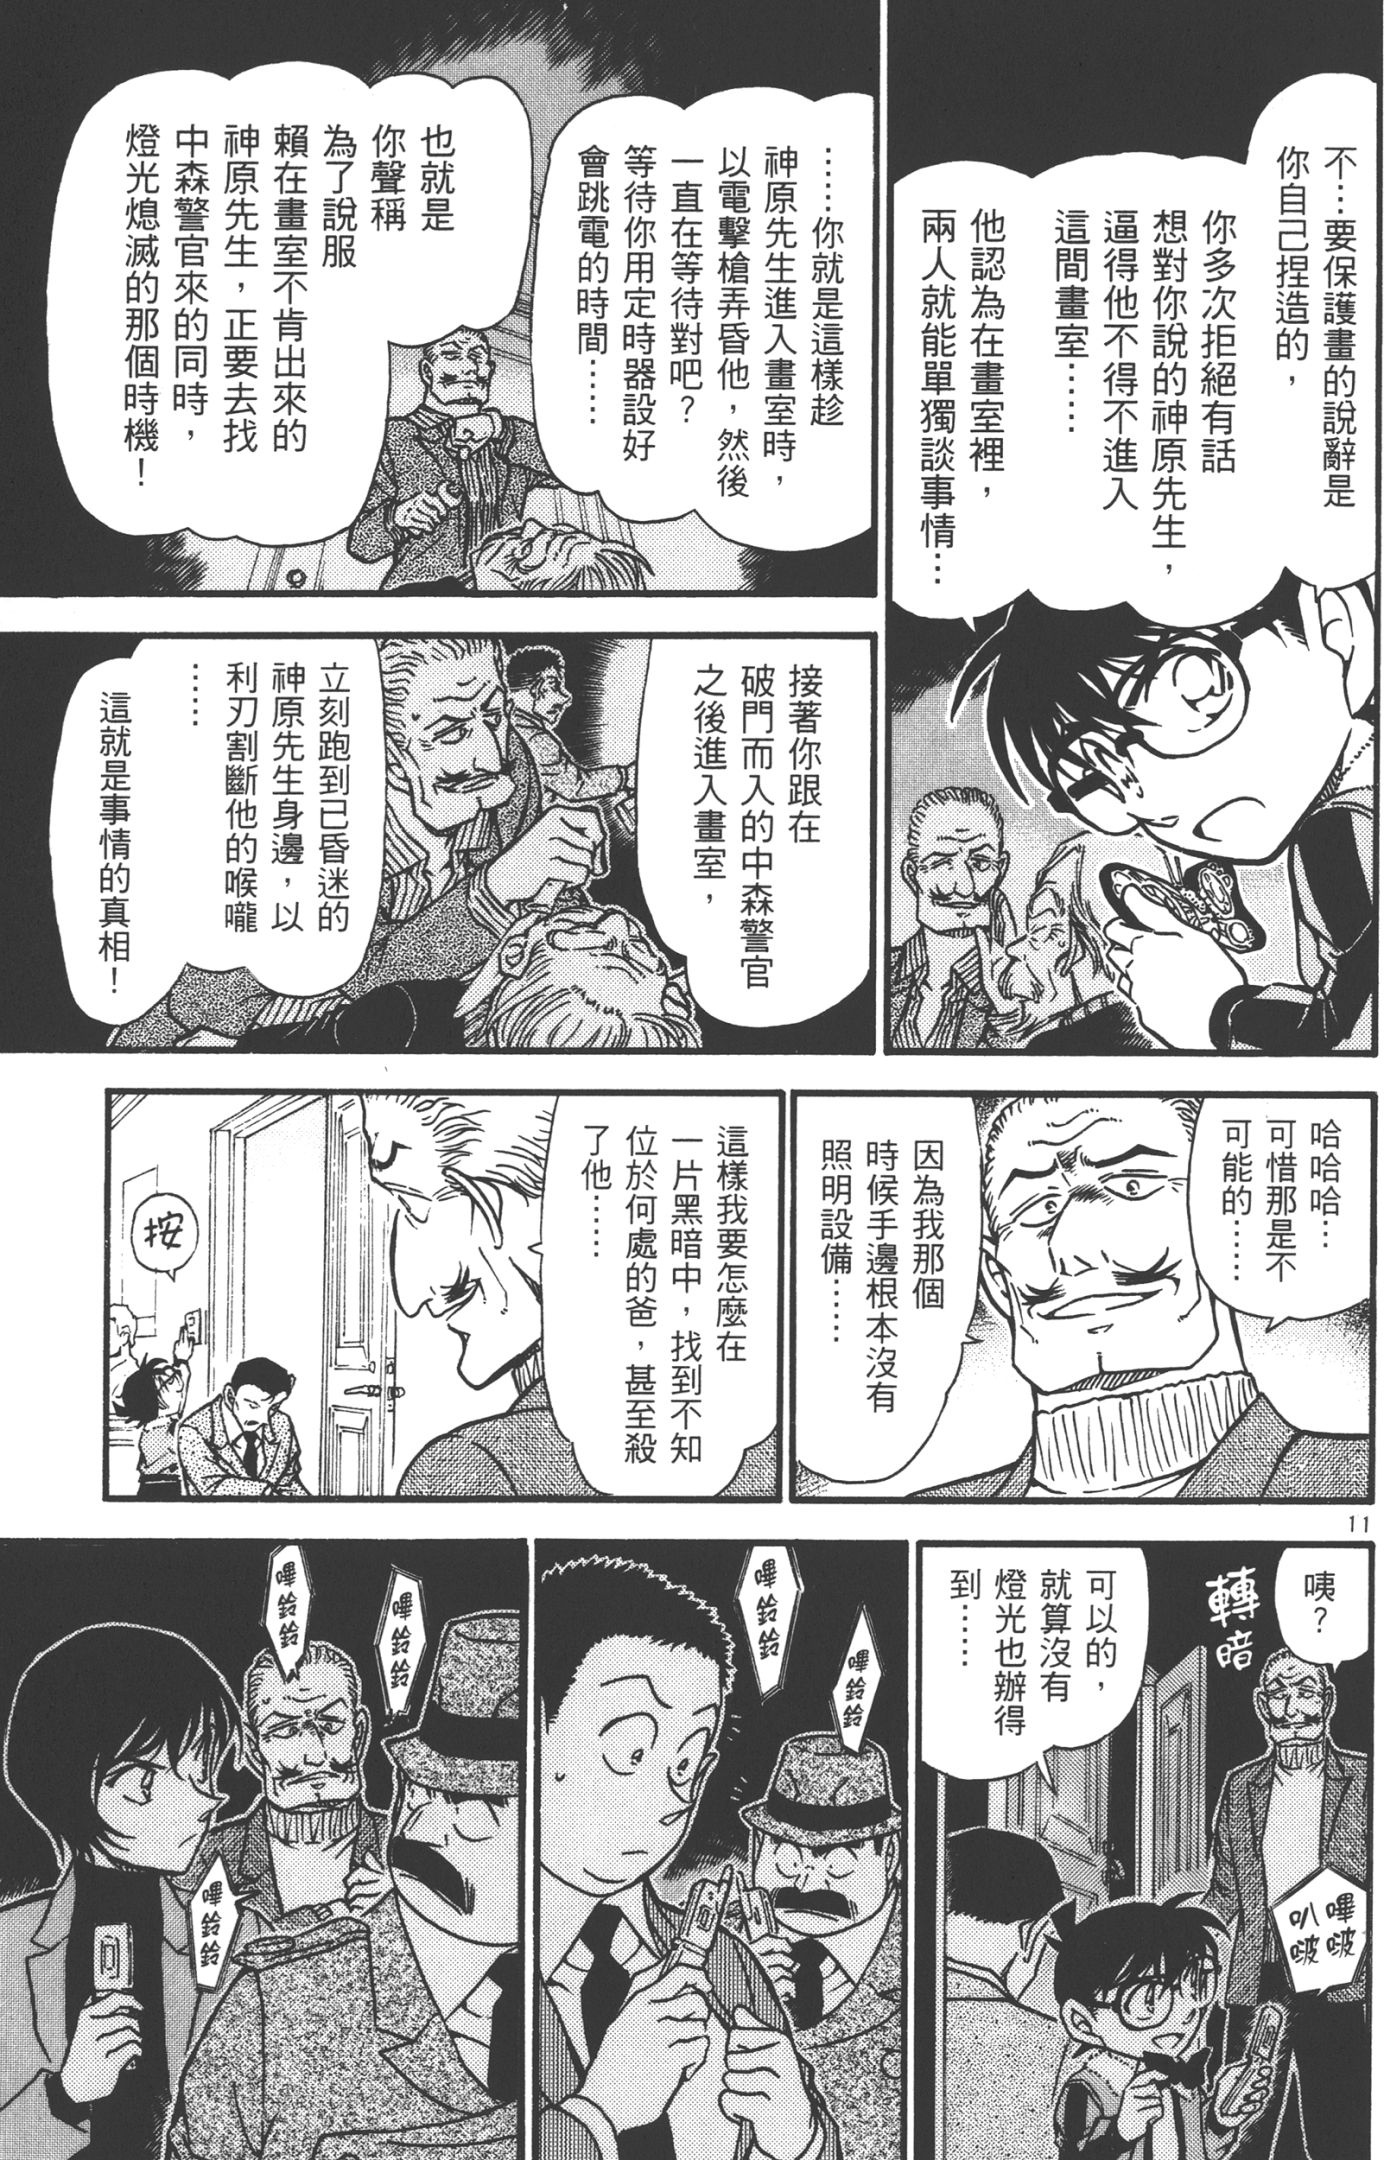 不…要保護畫的說辭是
你自己捏造的，
你多次拒絕有話
想對你說的神原先生，
逼得他不得不進入
這間畫室……
他認為在畫室裡，
兩人就能單獨談事情…
……你就是這樣趁
神原先生進入畫室時，
以電擊槍弄昏他，然後
一直在等待對吧？
等待你用定時器設好
會跳電的時間……
也就是
你聲稱
為了說服
賴在畫室不肯出來的
神原先生，正要去找
中森警官來的同時，
燈光熄滅的那個時機！
接著你跟在
破門而入的中森警官
之後進入畫室，
立刻跑到已昏迷的
神原先生身邊，以
利刃割斷他的喉嚨
……
這就是事情的真相！
哈哈哈…
可惜那是不
可能的……
因為我那個
時候手邊根本沒有
照明設備……
這樣我要怎麼在
一片黑暗中，找到不知
位於何處的爸，甚至殺
了他……
按
11
咦？
轉暗
可以的，
就算沒有
燈光也辦得
到……
嗶啵
叭啵
嗶鈴鈴
嗶鈴鈴
嗶鈴鈴
嗶鈴鈴
嗶鈴鈴